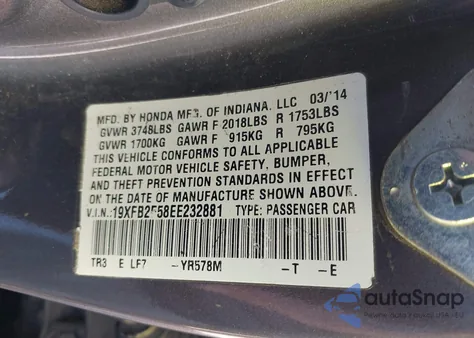 MFD. BY HONDA MFG. OF INDIANA. LLC 03/'14
GVWR 3748LBS GAWR F 2018LBS R 1753LBS
GVWR 1700KG GAWR F 915KG R 795KG
THIS VEHICLE CONFORMS TO ALL APPLICABLE
FEDERAL MOTOR VEHICLE SAFETY, BUMPER,
AND THEFT PREVENTION STANDARDS IN EFFECT
ON THE DATE OF MANUFACTURE SHOWN ABOVE.
V.I.N.: TYPE: PASSENGER CAR
TR3 E LF7 -YR578M -T -E
autoSnap